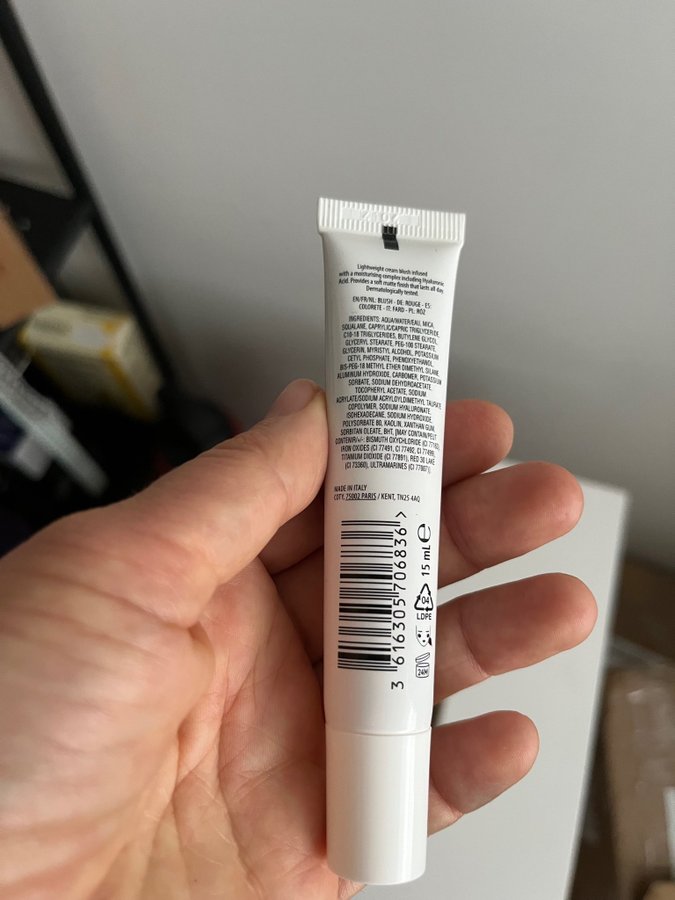 Lightweight cream blush infused
with a moisturising complex including Hyaluronic
Acid. Provides a soft matte finish that lasts all day.
Dermatologically tested.
EN/FR/NL: BLUSH - DE: ROUGE - ES:
COLORETE - IT: FARD - PL: RÓŻ
INGREDIENTS: AQUA/WATER/EAU, MICA,
SQUALANE, CAPRYLIC/CAPRIC TRIGLYCERIDE,
C10-18 TRIGLYCERIDES, BUTYLENE GLYCOL,
GLYCERYL STEARATE, PEG-100 STEARATE,
GLYCERIN, MYRISTYL ALCOHOL, POTASSIUM
CETYL PHOSPHATE, PHENOXYETHANOL,
BIS-PEG-18 METHYL ETHER DIMETHYL SILANE,
ALUMINUM HYDROXIDE, CARBOMER, POTASSIUM
SORBATE, SODIUM DEHYDROACETATE,
TOCOPHERYL ACETATE, SODIUM
ACRYLATE/SODIUM ACRYLOYLDIMETHYL TAURATE
COPOLYMER, SODIUM HYALURONATE,
ISOHEXADECANE, SODIUM HYDROXIDE,
POLYSORBATE 80, KAOLIN, XANTHAN GUM,
SORBITAN OLEATE, BHT, [MAY CONTAIN/PEUT
CONTENIR/+/-: BISMUTH OXYCHLORIDE (CI 77163),
IRON OXIDES (CI 77491, CI 77492, CI 77499),
TITANIUM DIOXIDE (CI 77891), RED 30 LAKE
(CI 73360), ULTRAMARINES (CI 77007)]
MADE IN ITALY
COTY, 75002 PARIS / KENT, TN25 4AQ
3 616305 706836 >
15 mL ℮
04
LDPE
24M